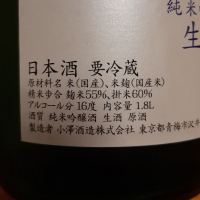 純米
生
日本酒 要冷蔵
原材料名 米(国産)、米麹(国産米)
精米歩合 麹米55%、掛米60%
アルコール分 16度 内容量 1.8L
酒質 純米吟醸酒 生酒 原酒
製造者 小澤酒造株式会社 東京都青梅市沢井